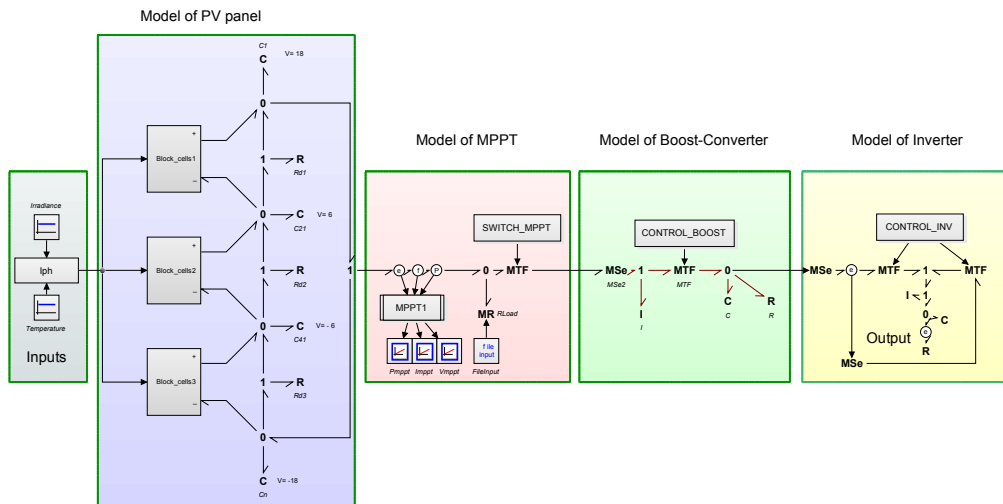 Model of PV panel
C1
C
V= 18
0
+
Block_cells1
_
1
R
Rd1
0
C
V= 6
C21
+
Block_cells2
_
1
R
Rd2
0
C
V= - 6
C41
+
Block_cells3
_
1
R
Rd3
0
C
V= -18
Cn
1
Irradiance
Iph
Temperature
Inputs
Model of MPPT
SWITCH_MPPT
e
f
P
0
MTF
MPPT1
MR
RLoad
Pmppt
Imppt
Vmppt
f ile
input
FileInput
Model of Boost-Converter
CONTROL_BOOST
MSe
1
MTF
0
MSe2
MTF
I
I
C
C
R
R
Model of Inverter
CONTROL_INV
MSe
e
MTF
1
MTF
I
1
0
C
Output
e
R
MSe